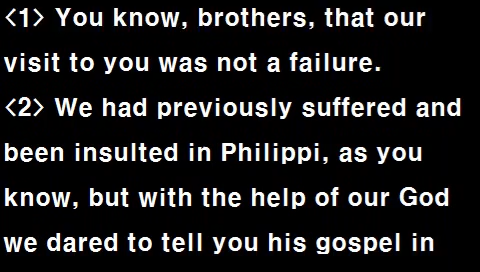 <1> You know, brothers, that our
visit to you was not a failure.
<2> We had previously suffered and
been insulted in Philippi, as you
know, but with the help of our God
we dared to tell you his gospel in